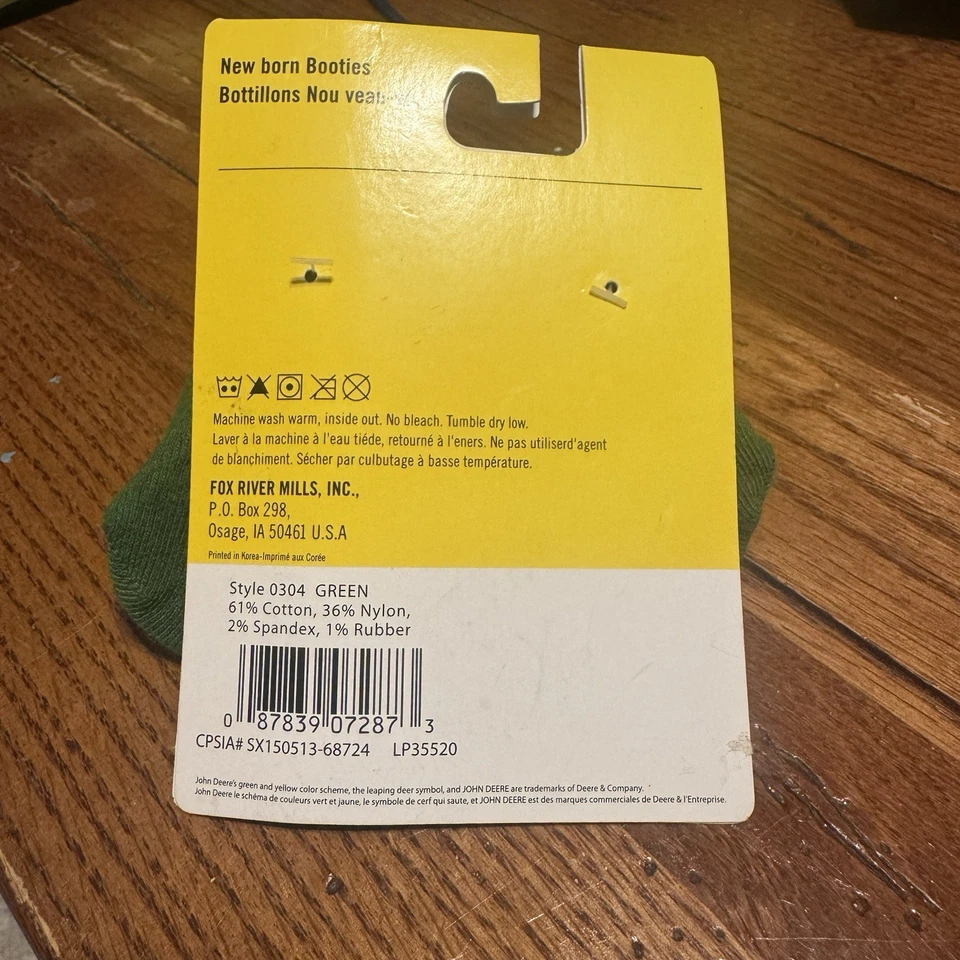 New born Booties
Bottillons Nou veau
Machine wash warm, inside out. No bleach. Tumble dry low.
Laver à la machine à l'eau tiéde, retourné à l'eners. Ne pas utiliserd'agent
de blanchiment. Sécher par culbutage à basse température.
FOX RIVER MILLS, INC.,
P.O. Box 298,
Osage, IA 50461 U.S.A
Printed in Korea-Imprimé aux Corée
Style 0304 GREEN
61% Cotton, 36% Nylon,
2% Spandex, 1% Rubber
0 87839 07287 3
CPSIA# SX150513-68724 LP35520
John Deere's green and yellow color scheme, the leaping deer symbol, and JOHN DEERE are trademarks of Deere & Company.
John Deere le schéma de couleurs vert et jaune, le symbole de cerf qui saute, et JOHN DEERE est des marques commerciales de Deere & l'Entreprise.